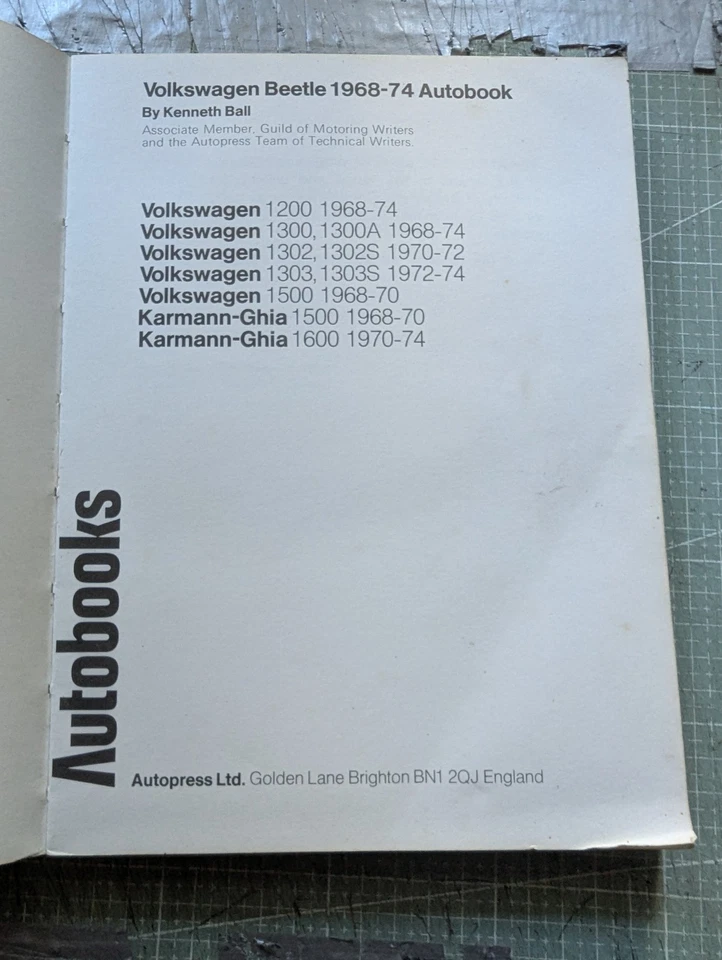 Volkswagen Beetle 1968-74 Autobook
By Kenneth Ball
Associate Member, Guild of Motoring Writers
and the Autopress Team of Technical Writers.
Volkswagen 1200 1968-74
Volkswagen 1300, 1300A 1968-74
Volkswagen 1302, 1302S 1970-72
Volkswagen 1303, 1303S 1972-74
Volkswagen 1500 1968-70
Karmann-Ghia 1500 1968-70
Karmann-Ghia 1600 1970-74
Autobooks
Autopress Ltd. Golden Lane Brighton BN1 2QJ England